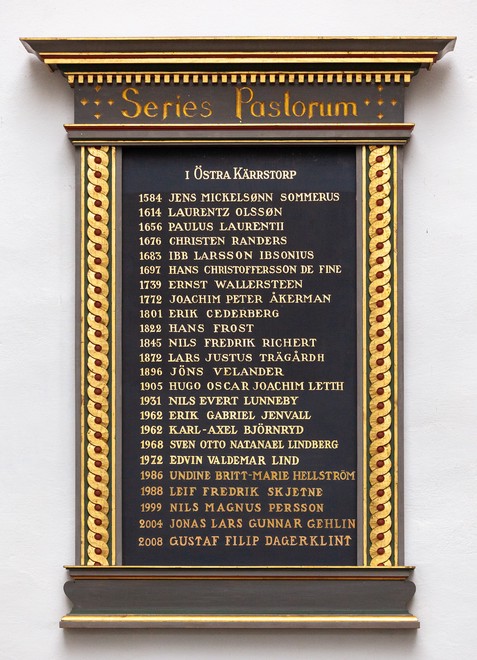 Series Pastorum
I ÖSTRA KÄRRSTORP
1584 JENS MICKELSØNN SOMMERUS
1614 LAURENTZ OLSSØN
1656 PAULUS LAURENTII
1676 CHRISTEN RANDERS
1683 IBB LARSSON IBSONIUS
1697 HANS CHRISTOFFERSSON DE FINE
1739 ERNST WALLERSTEEN
1772 JOACHIM PETER ÅKERMAN
1801 ERIK CEDERBERG
1822 HANS FROST
1845 NILS FREDRIK RICHERT
1872 LARS JUSTUS TRÄGÅRDH
1896 JÖNS VELANDER
1905 HUGO OSCAR JOACHIM LETTH
1931 NILS EVERT LUNNEBY
1962 ERIK GABRIEL JENVALL
1962 KARL-AXEL BJÖRNRYD
1968 SVEN OTTO NATANAEL LINDBERG
1972 EDVIN VALDEMAR LIND
1986 UNDINE BRITT-MARIE HELLSTRÖM
1988 LEIF FREDRIK SKJETNE
1999 NILS MAGNUS PERSSON
2004 JONAS LARS GUNNAR GEHLIN
2008 GUSTAF FILIP DAGERKLINT